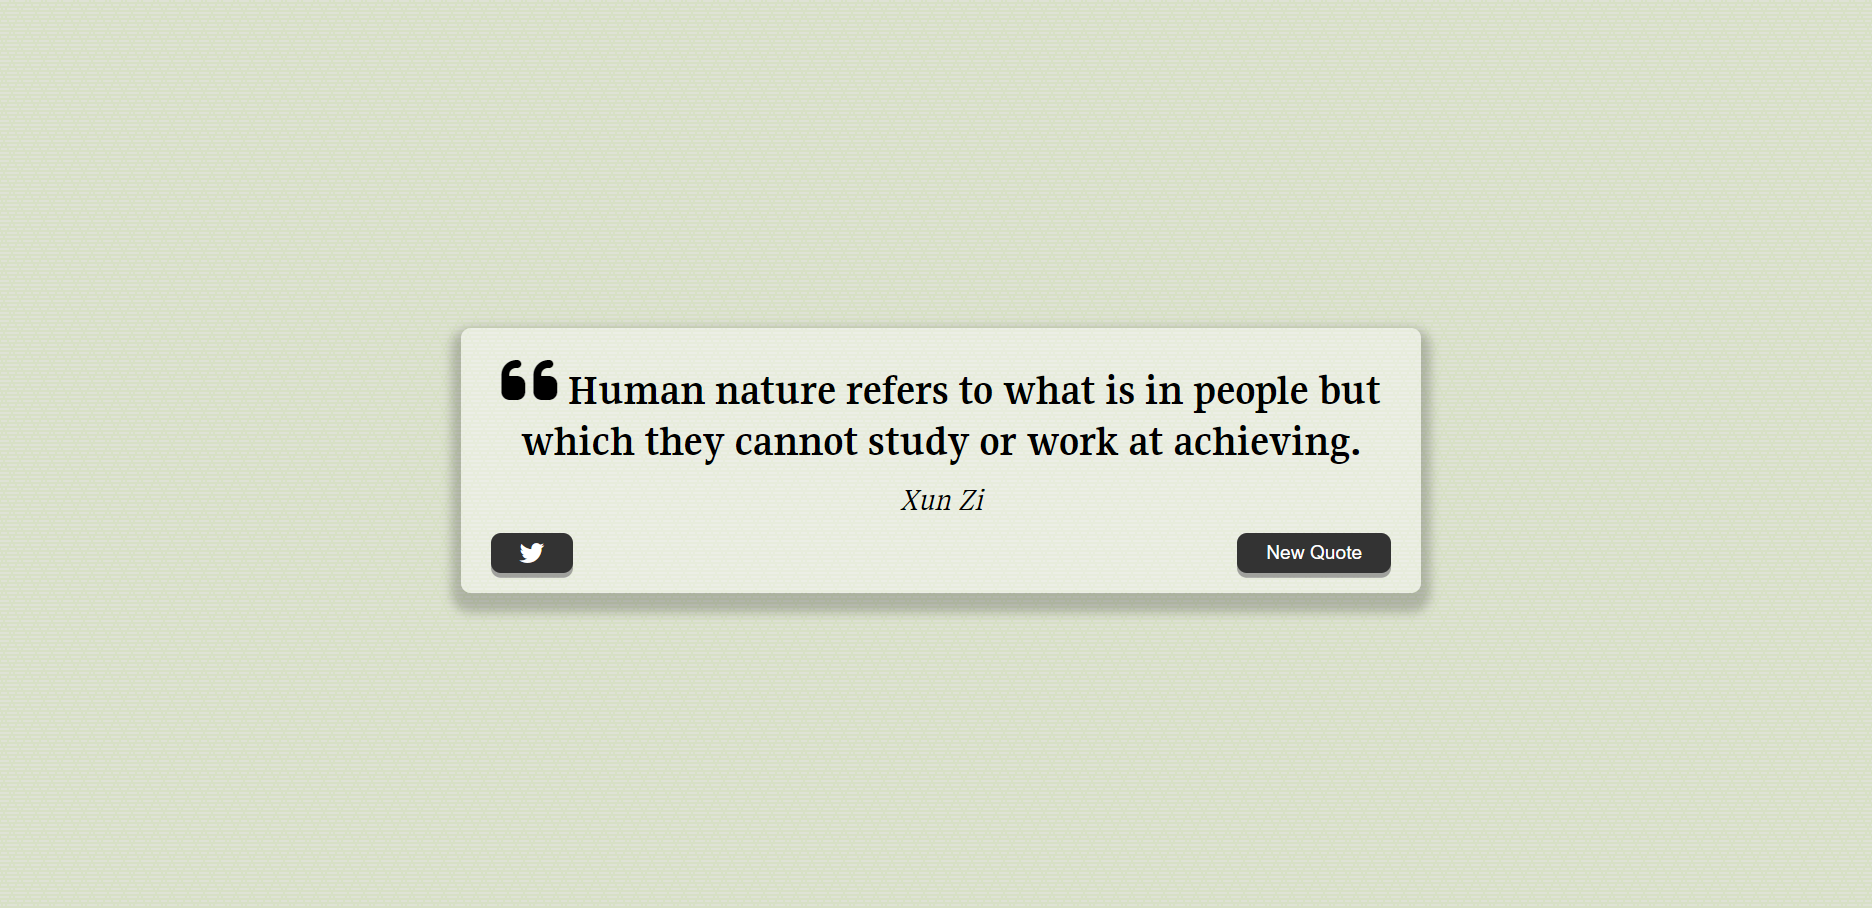 Human nature refers to what is in people but
which they cannot study or work at achieving.
Xun Zi
New Quote